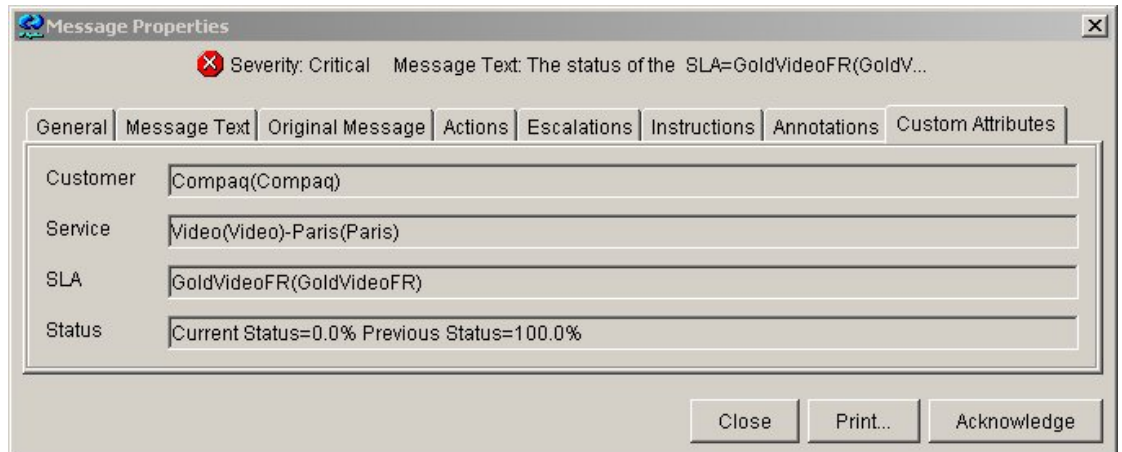 Message Properties
Severity: Critical Message Text: The status of the SLA=GoldVideoFR(GoldV...
General Message Text Original Message Actions Escalations Instructions Annotations Custom Attributes
Customer Compaq(Compaq)
Service Video(Video)-Paris(Paris)
SLA GoldVideoFR(GoldVideoFR)
Status Current Status=0.0% Previous Status=100.0%
Close Print... Acknowledge